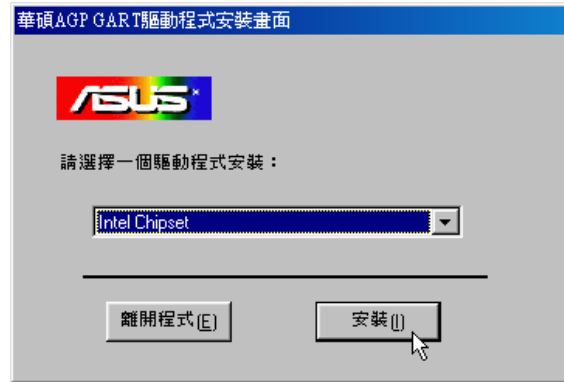 華碩AGP GART驅動程式安裝畫面
ASUS
請選擇一個驅動程式安裝：
Intel Chipset
離開程式(E)
安裝(I)